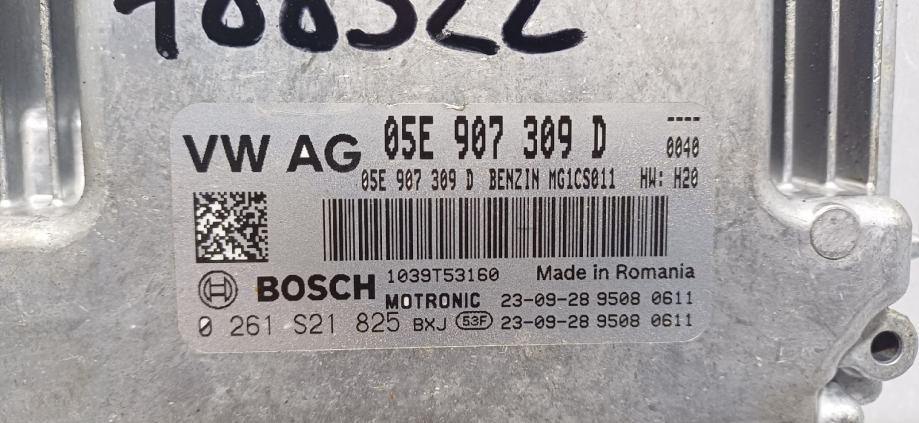 VW AG 05E 907 309 D ----
0040
05E 907 309 D BENZIN MG1CS011 HW: H20
BOSCH 1039T53160 Made in Romania
MOTRONIC 23-09-28 9508 0611
0 261 S21 825 BXJ 53F 23-09-28 9508 0611